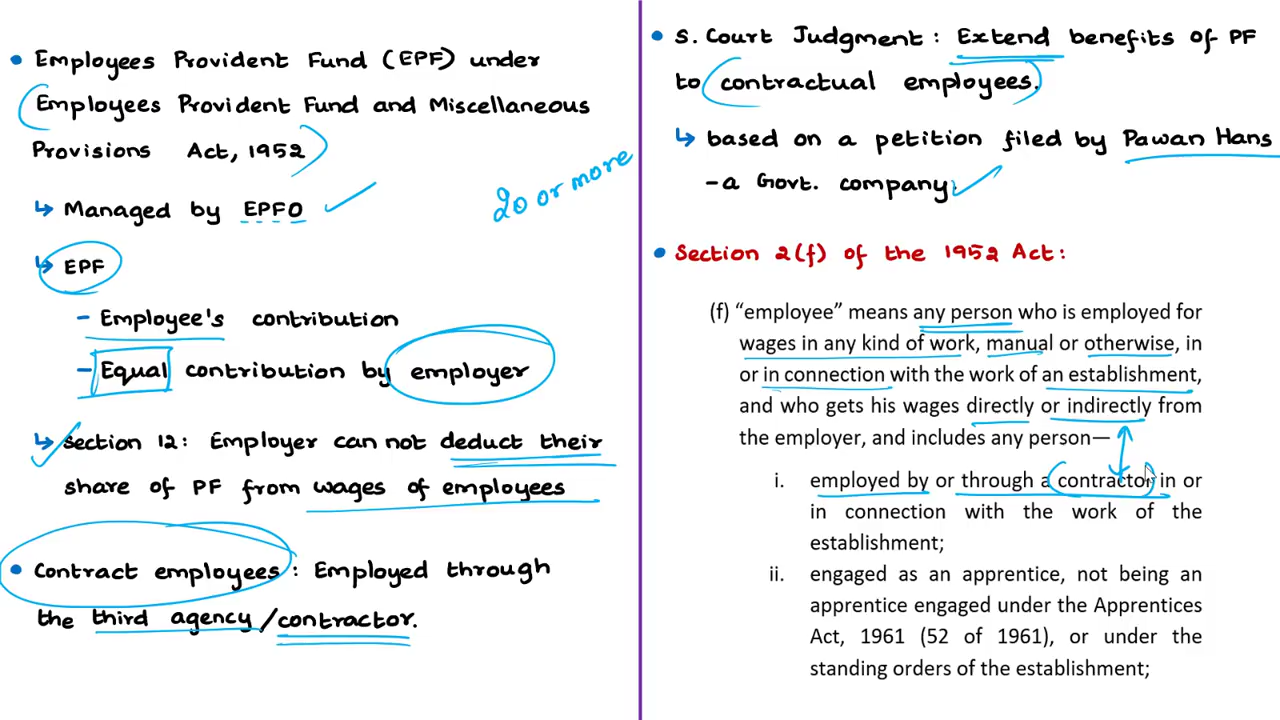 • Employees Provident Fund (EPF) under
Employees Provident Fund and Miscellaneous
Provisions Act, 1952
↳ Managed by EPFO
20 or more
↳ EPF
- Employee's contribution
- Equal contribution by employer
↳ Section 12: Employer can not deduct their
share of PF from wages of employees
• Contract employees: Employed through
the third agency/contractor.
• S. Court Judgment: Extend benefits of PF
to contractual employees.
↳ based on a petition filed by Pawan Hans
-a Govt. company.
• Section 2(f) of the 1952 Act:
(f) “employee” means any person who is employed for
wages in any kind of work, manual or otherwise, in
or in connection with the work of an establishment,
and who gets his wages directly or indirectly from
the employer, and includes any person—
i. employed by or through a contractor in or
in connection with the work of the
establishment;
ii. engaged as an apprentice, not being an
apprentice engaged under the Apprentices
Act, 1961 (52 of 1961), or under the
standing orders of the establishment;